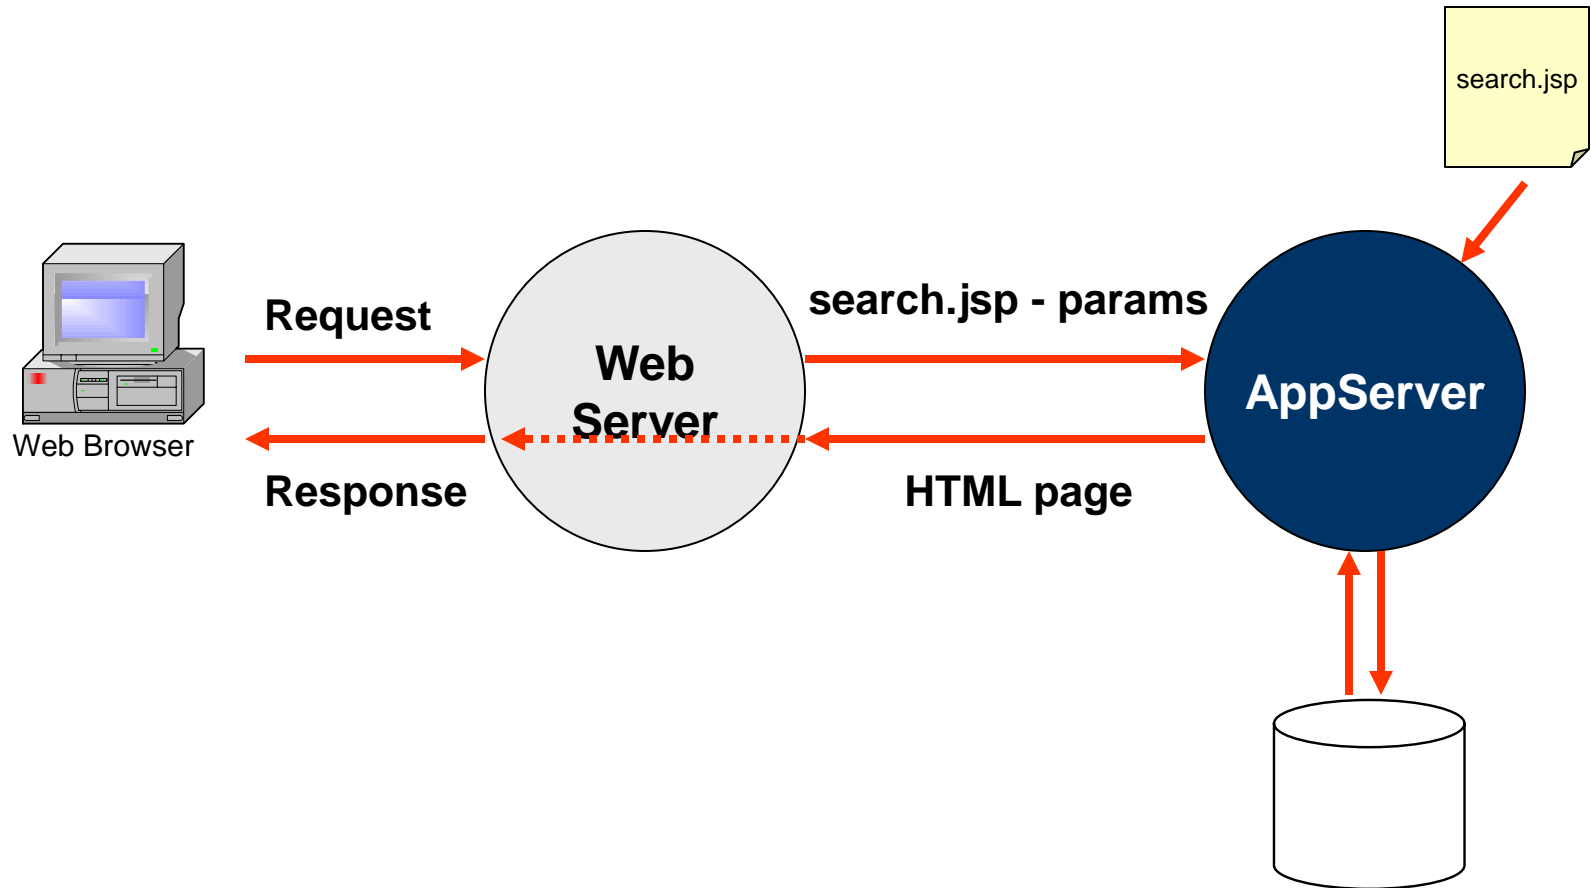 search.jsp
Request
search.jsp - params
Web
Server
AppServer
Web Browser
Response
HTML page